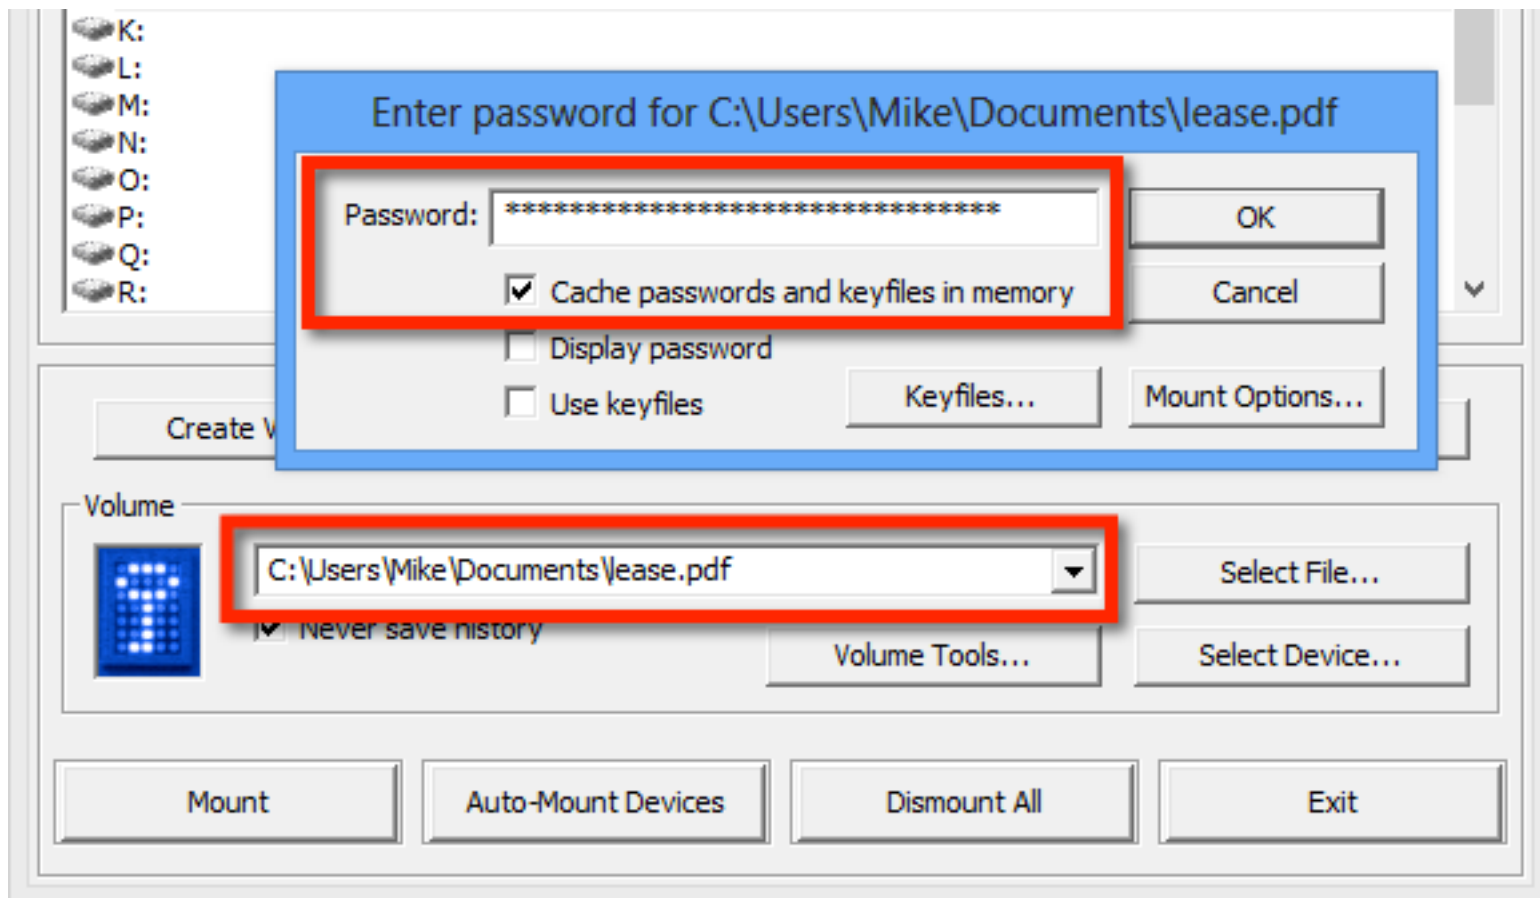 K:
L:
M:
N:
O:
P:
Q:
R:
Enter password for C:\Users\Mike\Documents\lease.pdf
Password: *******************************
OK
Cache passwords and keyfiles in memory
Cancel
Display password
Use keyfiles
Keyfiles...
Mount Options...
Create
Volume
C:\Users\Mike\Documents\lease.pdf
Select File...
Never save history
Volume Tools...
Select Device...
Mount
Auto-Mount Devices
Dismount All
Exit